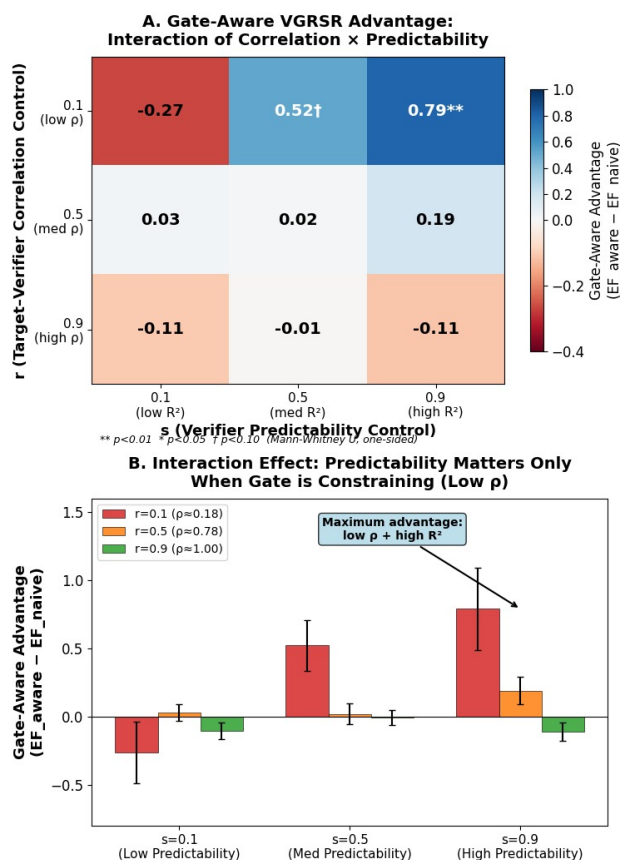 A. Gate-Aware VGRSR Advantage:
Interaction of Correlation × Predictability
r (Target-Verifier Correlation Control)
0.1
(low ρ)
-0.27
0.52†
0.79**
0.5
(med ρ)
0.03
0.02
0.19
0.9
(high ρ)
-0.11
-0.01
-0.11
0.1
(low R²)
0.5
(med R²)
0.9
(high R²)
s (Verifier Predictability Control)
** p<0.01  * p<0.05  † p<0.10  (Mann-Whitney U, one-sided)
1.0
0.8
0.6
0.4
0.2
0.0
−0.2
−0.4
Gate-Aware Advantage
(EF_aware − EF_naive)
B. Interaction Effect: Predictability Matters Only
When Gate is Constraining (Low ρ)
Gate-Aware Advantage
(EF_aware − EF_naive)
1.5
1.0
0.5
0.0
−0.5
r=0.1 (ρ≈0.18)
r=0.5 (ρ≈0.78)
r=0.9 (ρ≈1.00)
Maximum advantage:
low ρ + high R²
s=0.1
(Low Predictability)
s=0.5
(Med Predictability)
s=0.9
(High Predictability)